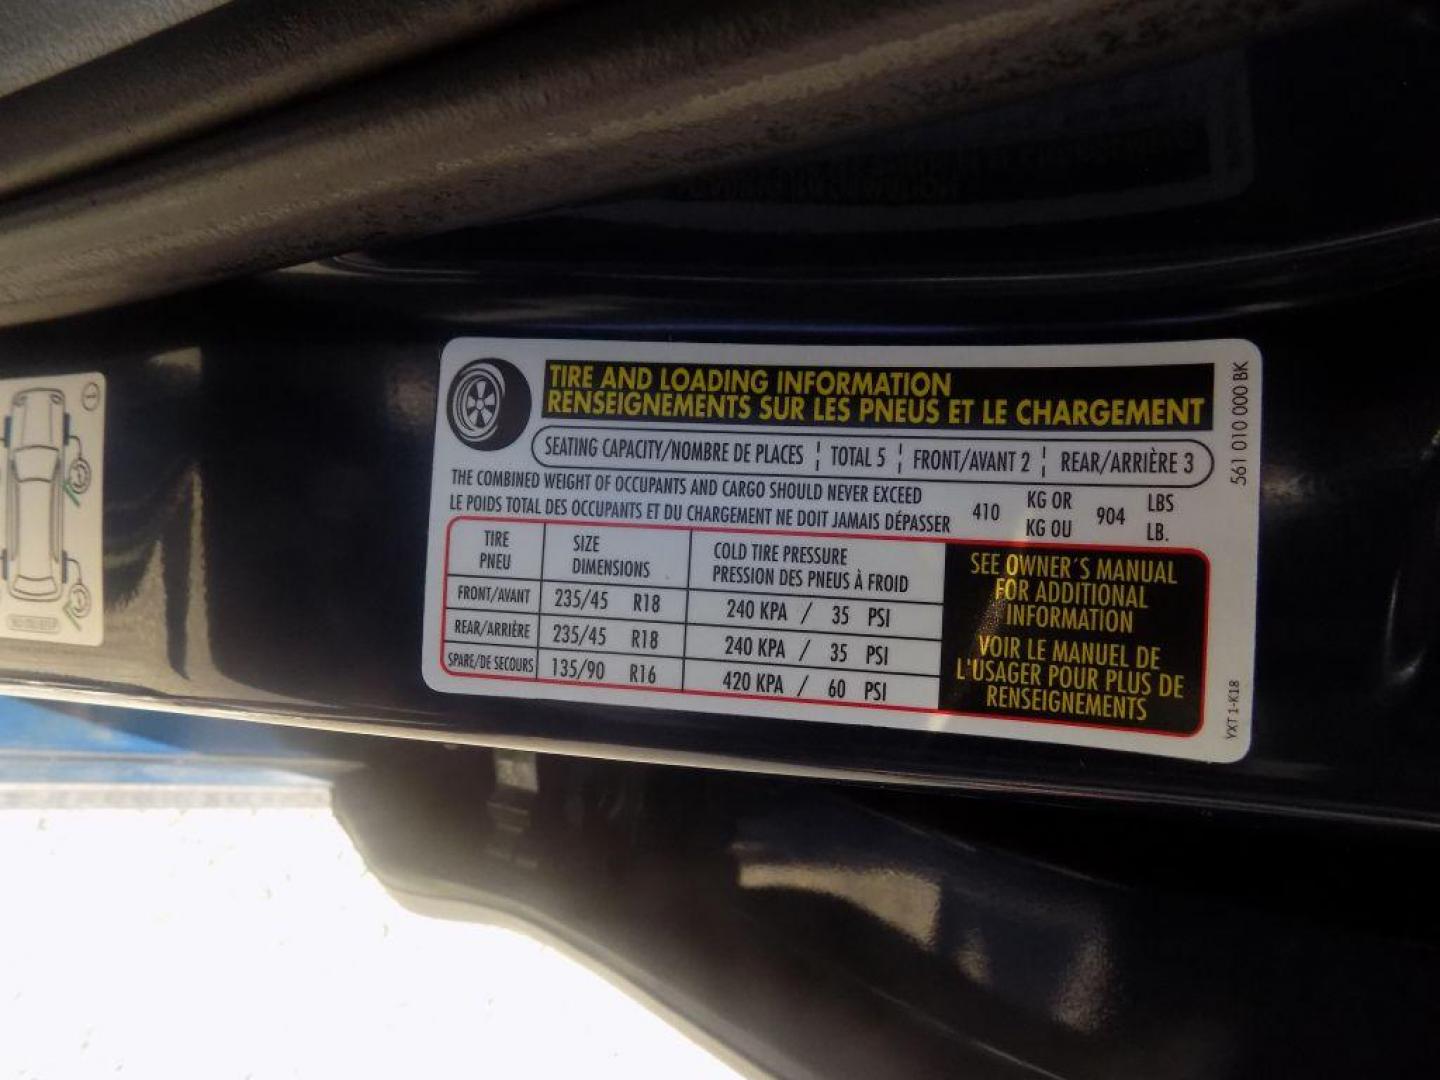 TIRE AND LOADING INFORMATION
RENSEIGNEMENTS SUR LES PNEUS ET LE CHARGEMENT
SEATING CAPACITY/NOMBRE DE PLACES ¦ TOTAL 5 ¦ FRONT/AVANT 2 ¦ REAR/ARRIÈRE 3
THE COMBINED WEIGHT OF OCCUPANTS AND CARGO SHOULD NEVER EXCEED
LE POIDS TOTAL DES OCCUPANTS ET DU CHARGEMENT NE DOIT JAMAIS DÉPASSER
410 KG OR 904 LBS
KG OU LB.
TIRE SIZE COLD TIRE PRESSURE
PNEU DIMENSIONS PRESSION DES PNEUS À FROID
FRONT/AVANT 235/45 R18 240 KPA / 35 PSI
REAR/ARRIÈRE 235/45 R18 240 KPA / 35 PSI
SPARE/DE SECOURS 135/90 R16 420 KPA / 60 PSI
SEE OWNER´S MANUAL
FOR ADDITIONAL
INFORMATION
VOIR LE MANUEL DE
L'USAGER POUR PLUS DE
RENSEIGNEMENTS
561 010 000 BK
YXT 1-K18